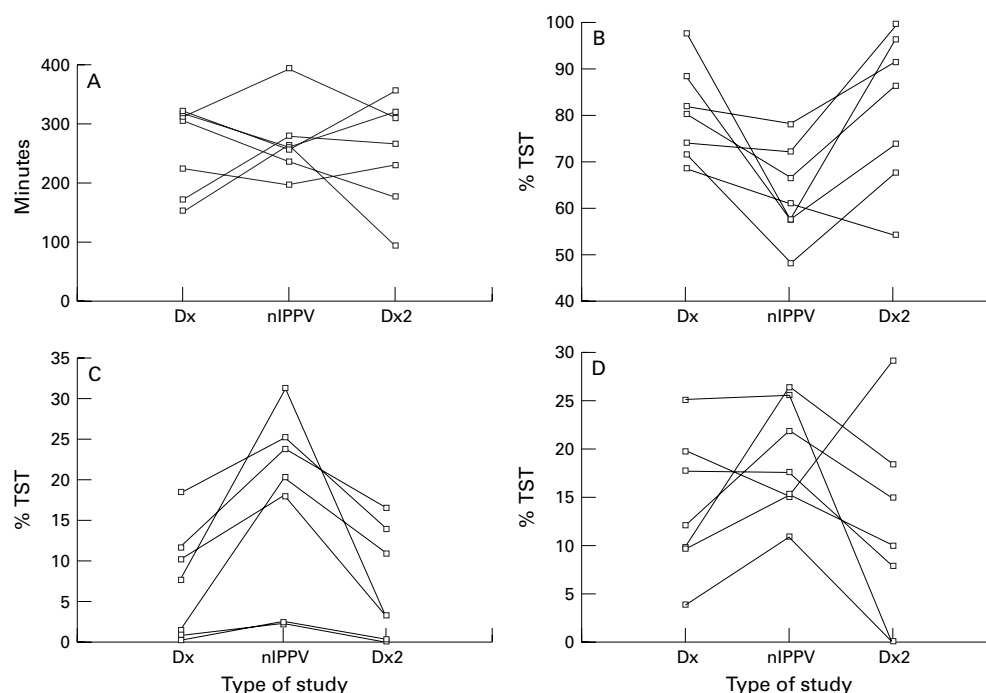 A
Minutes
400
300
200
100
0
Dx nIPPV Dx2
B
% TST
100
90
80
70
60
50
40
Dx nIPPV Dx2
C
% TST
35
30
25
20
15
10
5
0
Dx nIPPV Dx2
Type of study
D
% TST
30
25
20
15
10
5
0
Dx nIPPV Dx2
Type of study